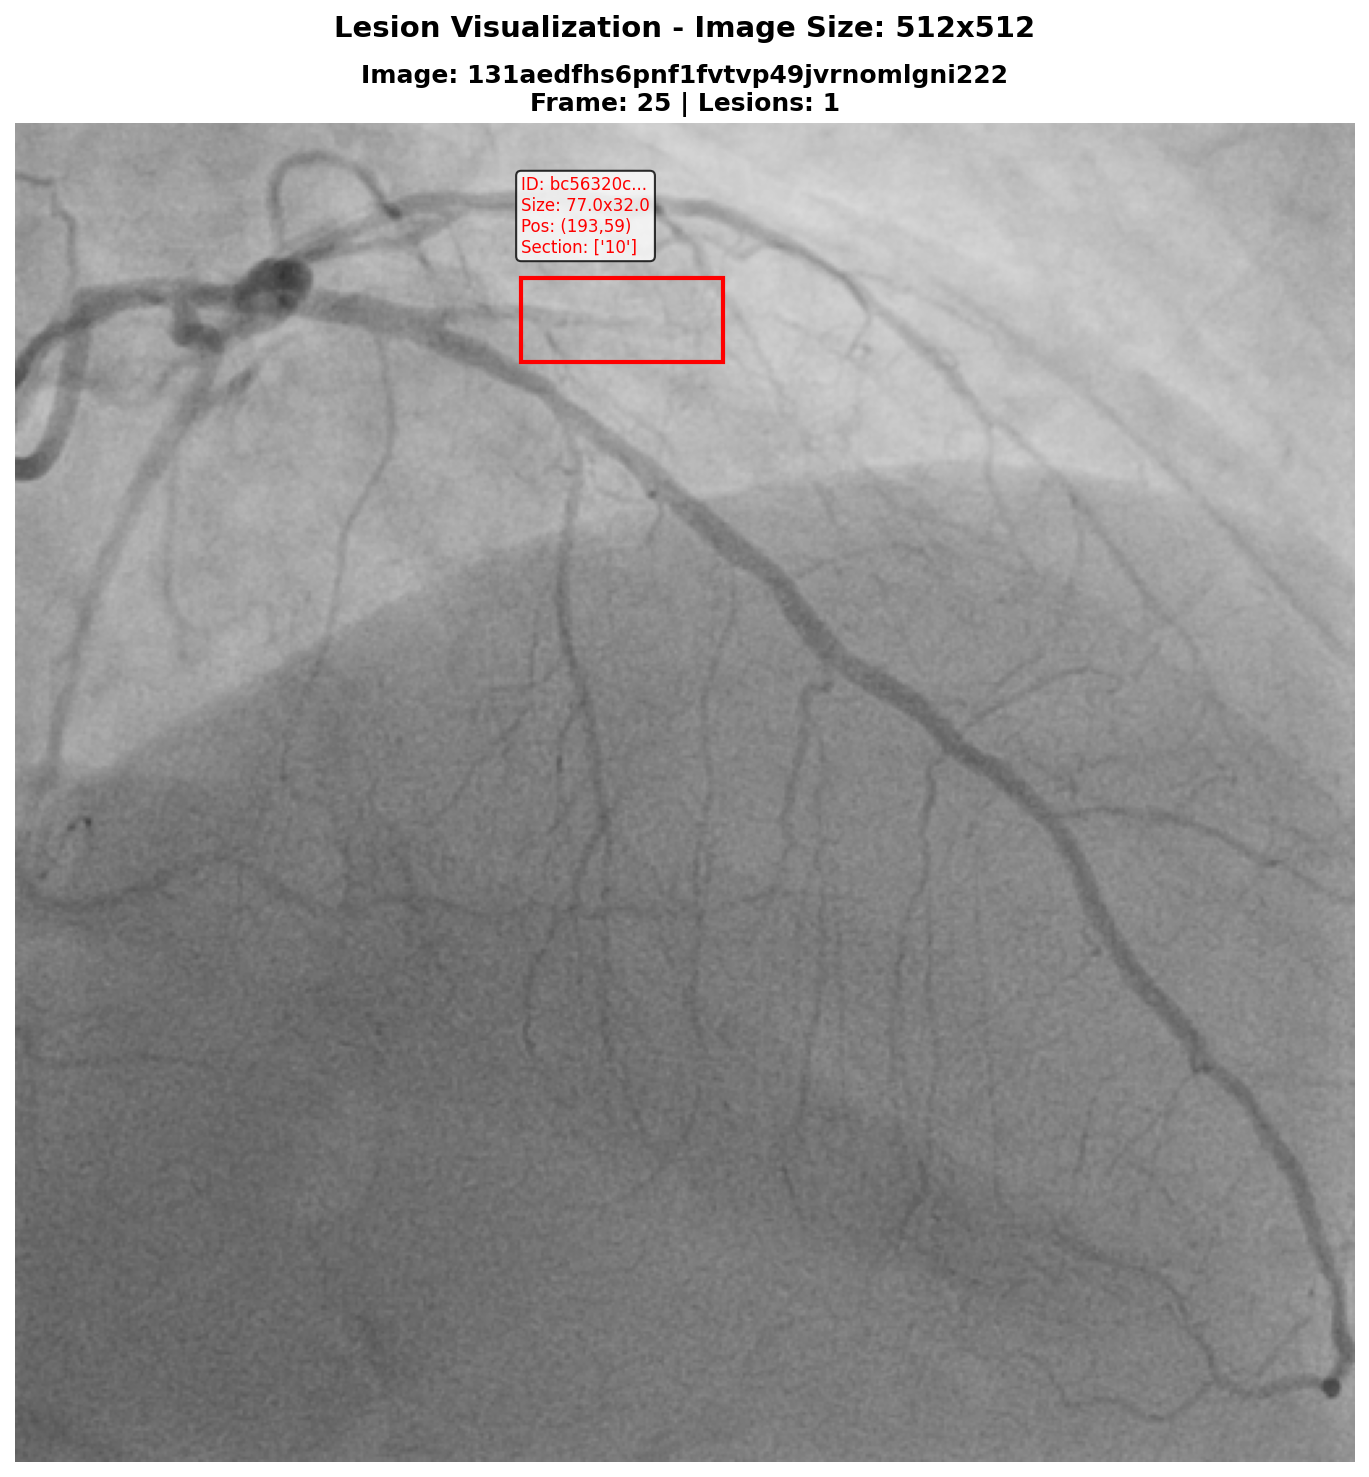 Lesion Visualization - Image Size: 512x512
Image: 131aedfhs6pnf1fvtvp49jvrnomlgni222
Frame: 25 | Lesions: 1
ID: bc56320c...
Size: 77.0x32.0
Pos: (193,59)
Section: ['10']